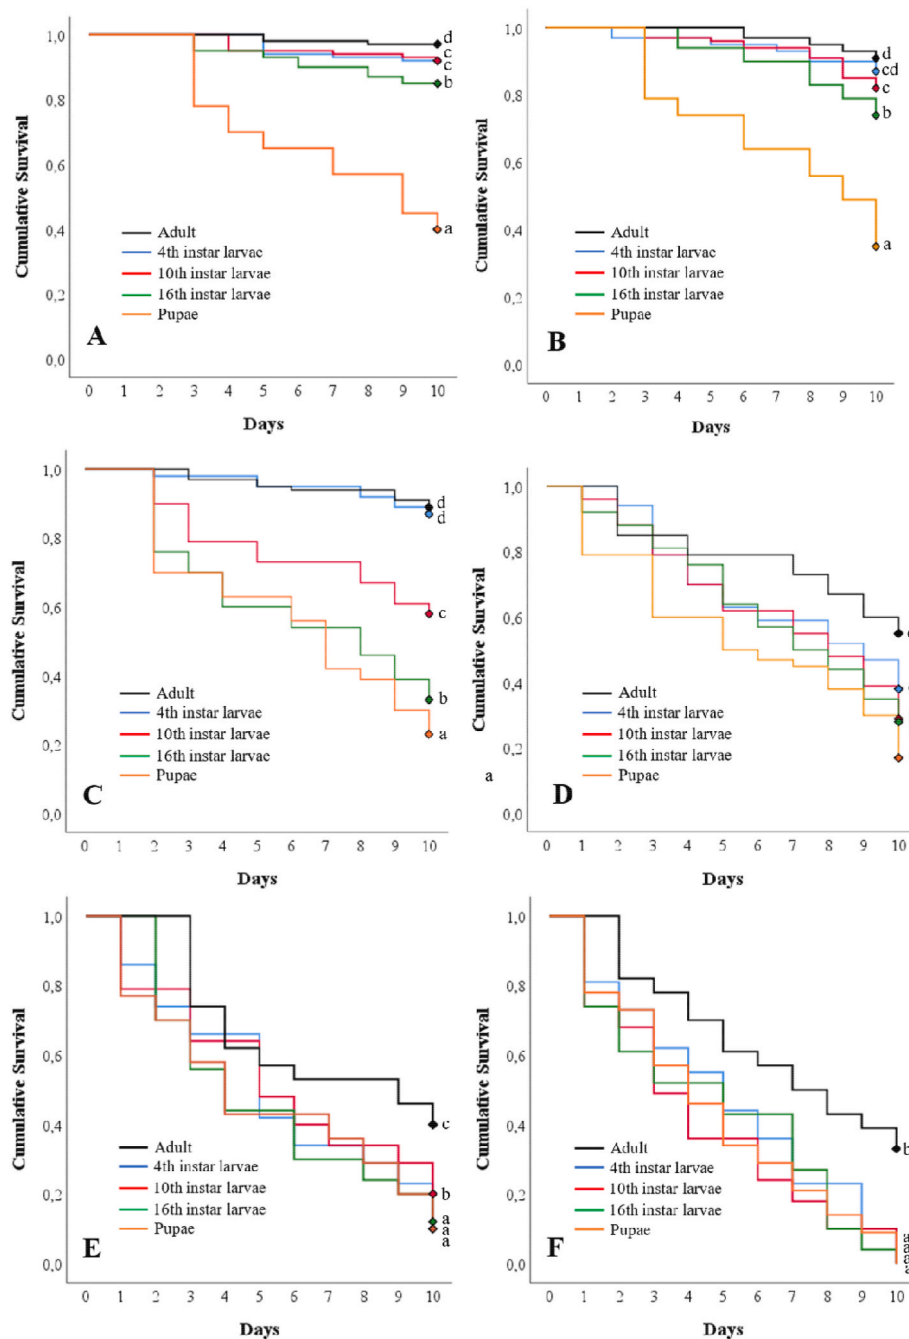 1,0
0,8
0,6
0,4
0,2
0,0
Cumulative Survival
d
c
c
b
a
Adult
4th instar larvae
10th instar larvae
16th instar larvae
Pupae
A
0 1 2 3 4 5 6 7 8 9 10
Days
1,0
0,8
0,6
0,4
0,2
0,0
Cumulative Survival
d
cd
c
b
a
Adult
4th instar larvae
10th instar larvae
16th instar larvae
Pupae
B
0 1 2 3 4 5 6 7 8 9 10
Days
1,0
0,8
0,6
0,4
0,2
0,0
Cumulative Survival
d
d
c
b
a
Adult
4th instar larvae
10th instar larvae
16th instar larvae
Pupae
C
0 1 2 3 4 5 6 7 8 9 10
Days
1,0
0,8
0,6
0,4
0,2
0,0
Cumulative Survival
Adult
4th instar larvae
10th instar larvae
16th instar larvae
Pupae
a
D
0 1 2 3 4 5 6 7 8 9 10
Days
1,0
0,8
0,6
0,4
0,2
0,0
Cumulative Survival
c
b
a
a
a
Adult
4th instar larvae
10th instar larvae
16th instar larvae
Pupae
E
0 1 2 3 4 5 6 7 8 9 10
Days
1,0
0,8
0,6
0,4
0,2
0,0
Cumulative Survival
b
Adult
4th instar larvae
10th instar larvae
16th instar larvae
Pupae
F
0 1 2 3 4 5 6 7 8 9 10
Days